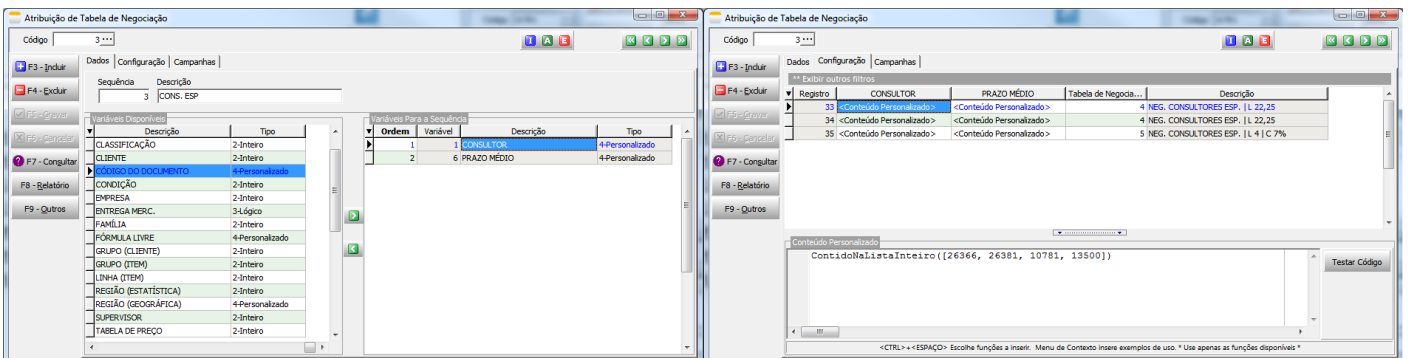 Atribuição de Tabela de Negociação
Código 3 ...
T A E
F3 - Incluir
F4 - Excluir
F5 - Gravar
F6 - Cancelar
F7 - Consultar
F8 - Relatório
F9 - Outros
Dados Configuração Campanhas
Sequência Descrição
3 CONS. ESP
Variáveis Disponíveis
Descrição Tipo
CLASSIFICAÇÃO 2-Inteiro
CLIENTE 2-Inteiro
CÓDIGO DO DOCUMENTO 4-Personalizado
CONDIÇÃO 2-Inteiro
EMPRESA 2-Inteiro
ENTREGA MERC. 3-Lógico
FAMÍLIA 2-Inteiro
FÓRMULA LIVRE 4-Personalizado
GRUPO (CLIENTE) 2-Inteiro
GRUPO (ITEM) 2-Inteiro
LINHA (ITEM) 2-Inteiro
REGIÃO (ESTATÍSTICA) 2-Inteiro
REGIÃO (GEOGRÁFICA) 4-Personalizado
SUPERVISOR 2-Inteiro
TABELA DE PREÇO 2-Inteiro
Variáveis Para a Sequência
Ordem Variável Descrição Tipo
1 1 CONSULTOR 4-Personalizado
2 6 PRAZO MÉDIO 4-Personalizado
Atribuição de Tabela de Negociação
Código 3 ...
T A E
F3 - Incluir
F4 - Excluir
F5 - Gravar
F6 - Cancelar
F7 - Consultar
F8 - Relatório
F9 - Outros
Dados Configuração Campanhas
** Exibir outros filtros
Registro CONSULTOR PRAZO MÉDIO Tabela de Negocia... Descrição
33 <Conteúdo Personalizado> <Conteúdo Personalizado> 4 NEG. CONSULTORES ESP. | L 22,25
34 <Conteúdo Personalizado> <Conteúdo Personalizado> 4 NEG. CONSULTORES ESP. | L 22,25
35 <Conteúdo Personalizado> <Conteúdo Personalizado> 5 NEG. CONSULTORES ESP. | L 4 | C 7%
Conteúdo Personalizado
ContidoNaListaInteiro([26366, 26381, 10781, 13500])
Testar Código
<CTRL>+<ESPAÇO> Escolhe funções a inserir. Menu de Contexto insere exemplos de uso. * Use apenas as funções disponíveis *